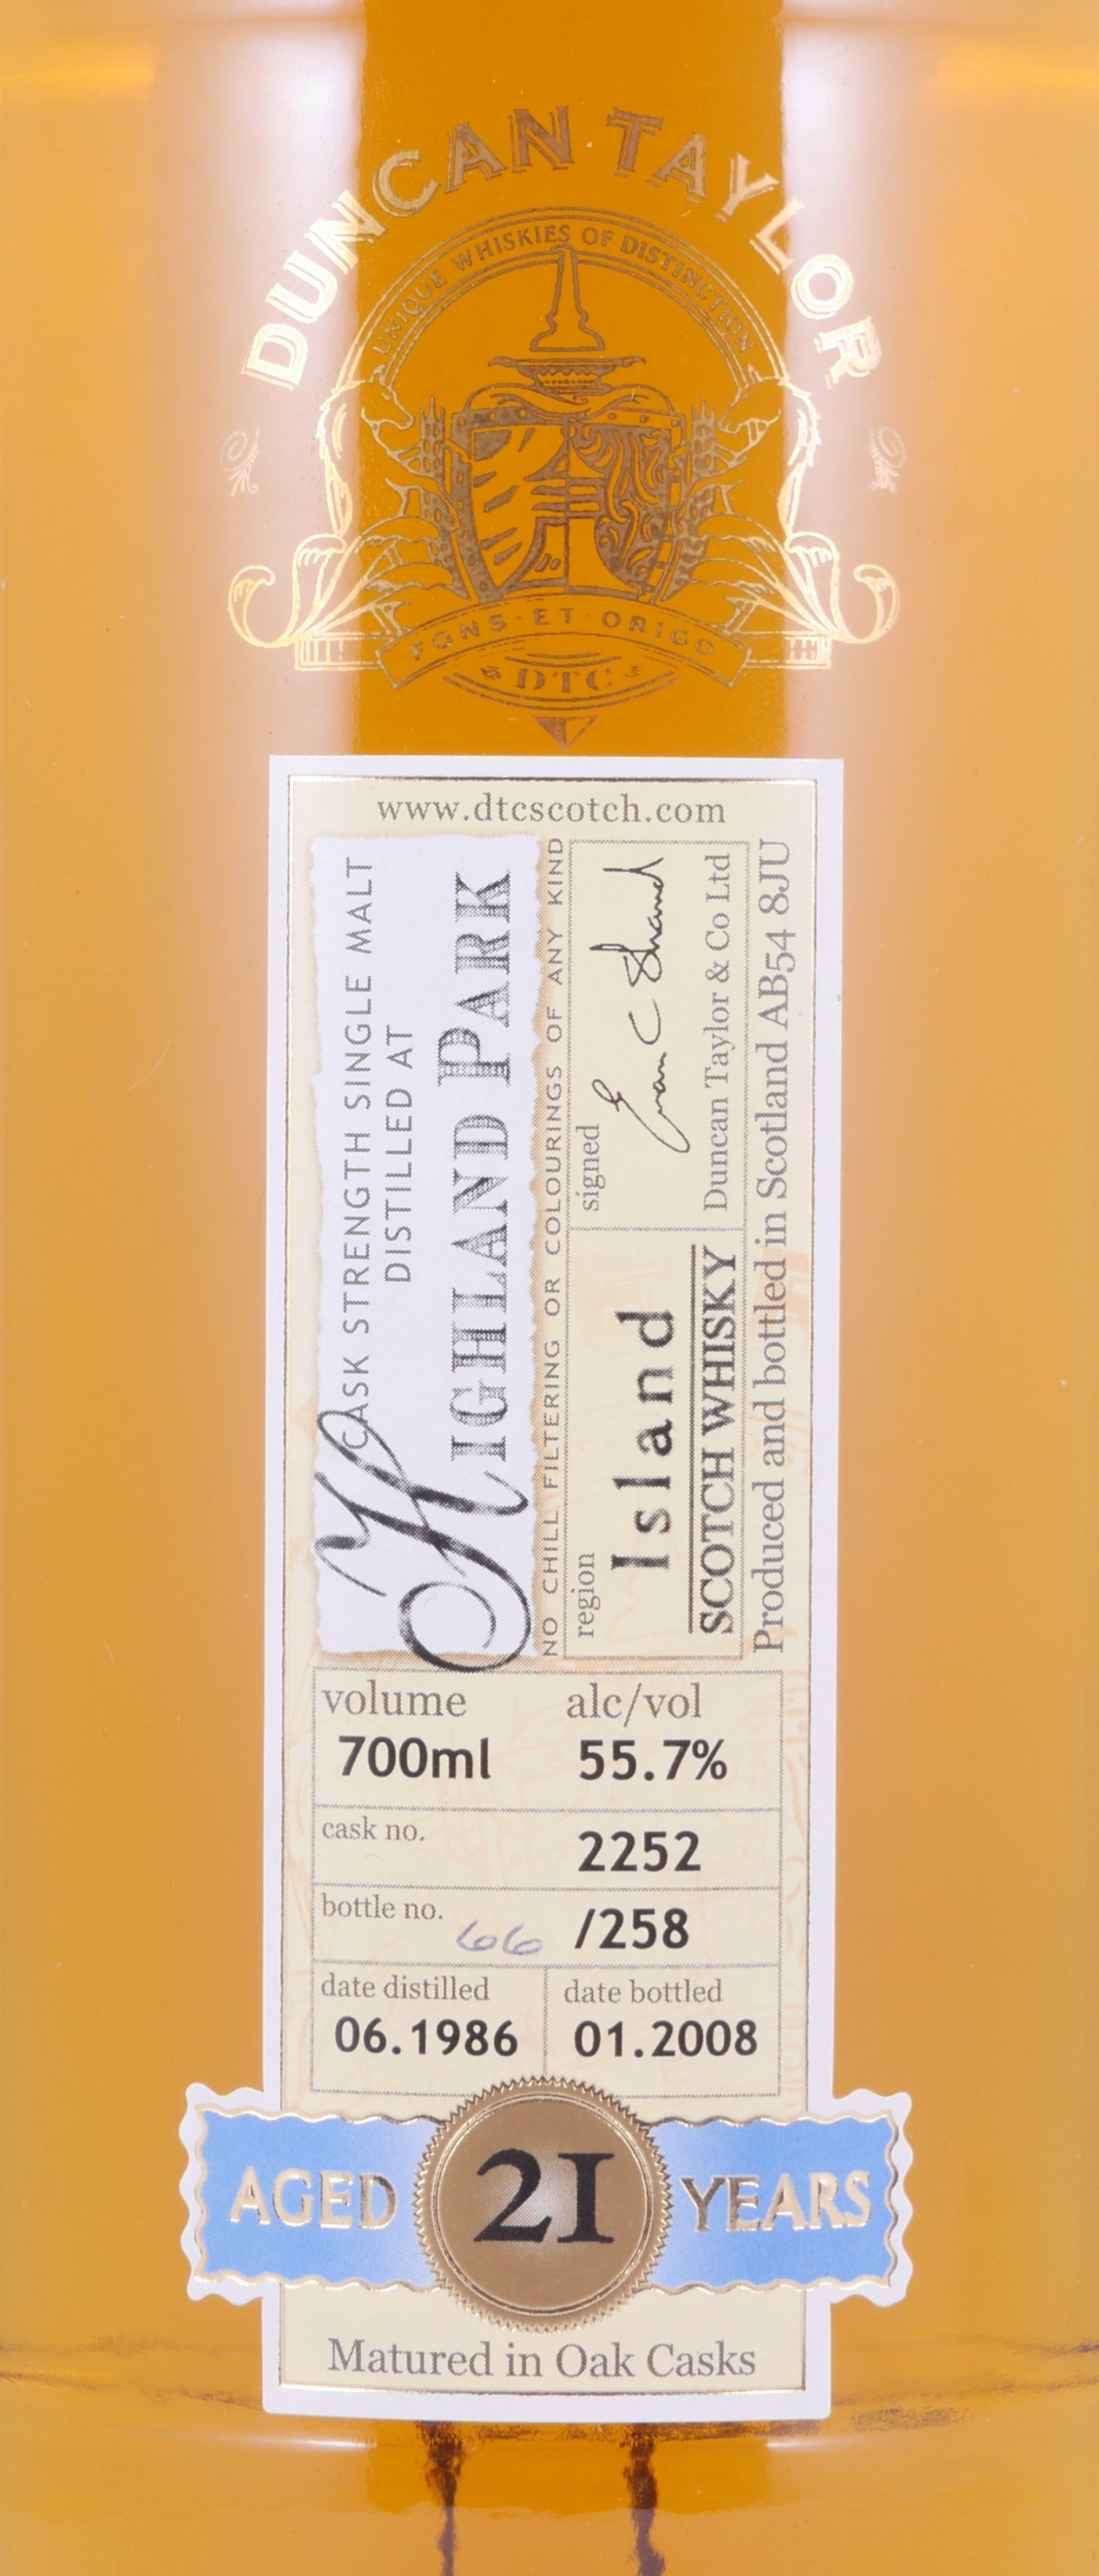 DUNCAN TAYLOR
UNIQUE WHISKIES OF DISTINCTION
FONS · ET · ORIGO
DTC
www.dtcscotch.com
CASK STRENGTH SINGLE MALT
DISTILLED AT
HIGHLAND PARK
NO CHILL FILTERING OR COLOURINGS OF ANY KIND
region
Island
SCOTCH WHISKY
signed
Euan C Shand
Duncan Taylor & Co Ltd
Produced and bottled in Scotland AB54 8JU
volume alc/vol
700ml 55.7%
cask no. 2252
bottle no. 66 /258
date distilled date bottled
06.1986 01.2008
AGED 21 YEARS
Matured in Oak Casks